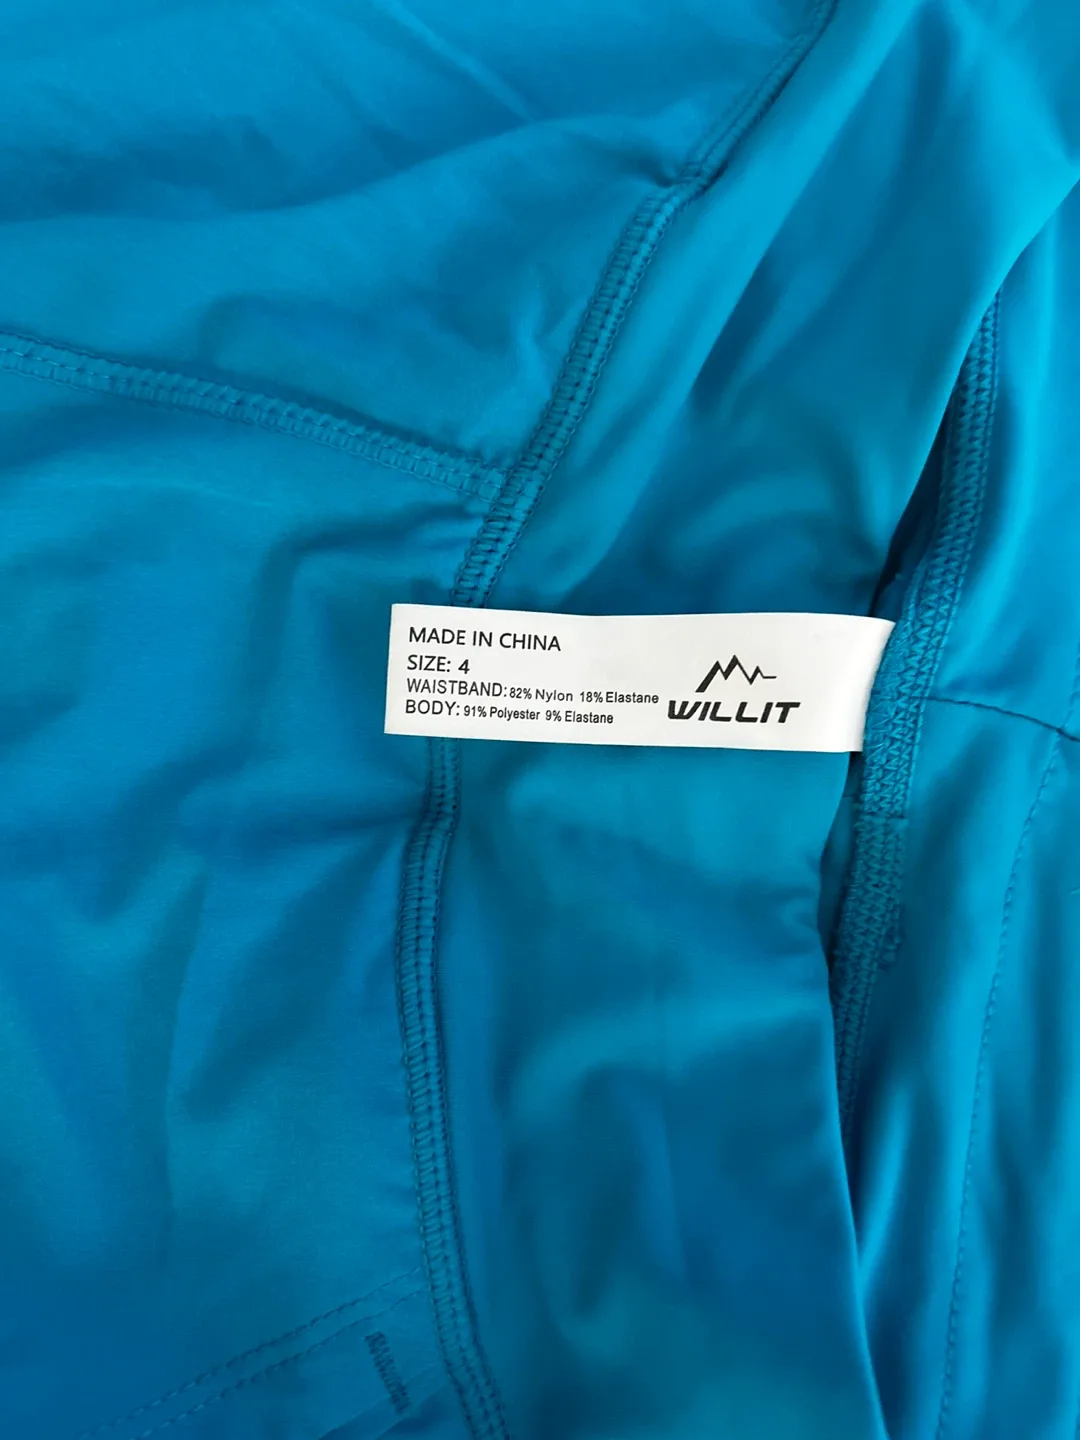 MADE IN CHINA
SIZE: 4
WAISTBAND: 82% Nylon 18% Elastane
BODY: 91% Polyester 9% Elastane
WILLIT